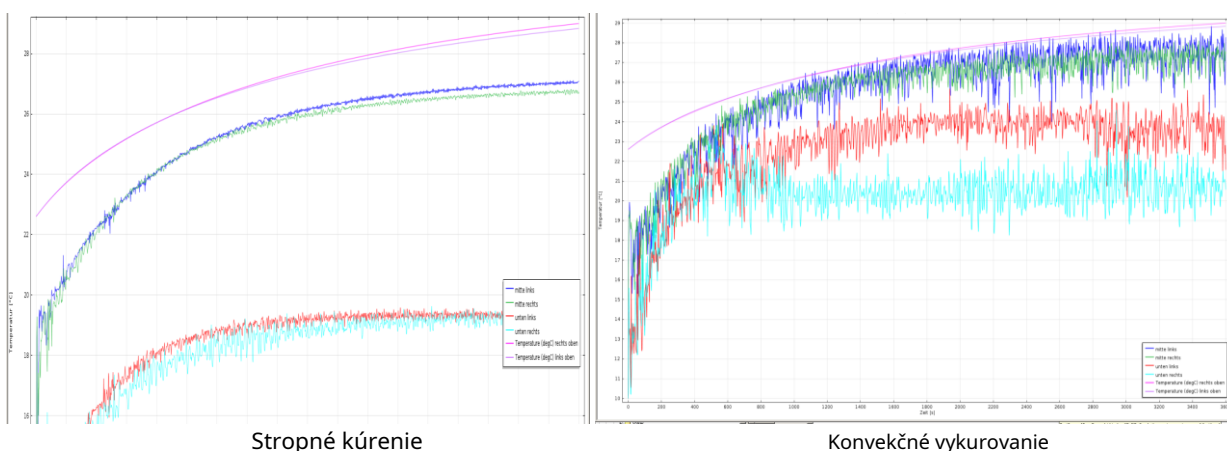 28
26
24
22
20
18
16
Temperatur [°C]
mitte links
mitte rechts
unten links
unten rechts
Temperature (degC) rechts oben
Temperature (degC) links oben
Stropné kúrenie
29
28
27
26
25
24
23
22
21
20
19
18
17
16
15
14
13
12
11
10
Temperatur [°C]
mitte links
mitte rechts
unten links
unten rechts
Temperature (degC) rechts oben
Temperature (degC) links oben
0 200 400 600 800 1000 1200 1400 1600 1800 2000 2200 2400 2600 2800 3000 3200 3400
Zeit [s]
Konvekčné vykurovanie